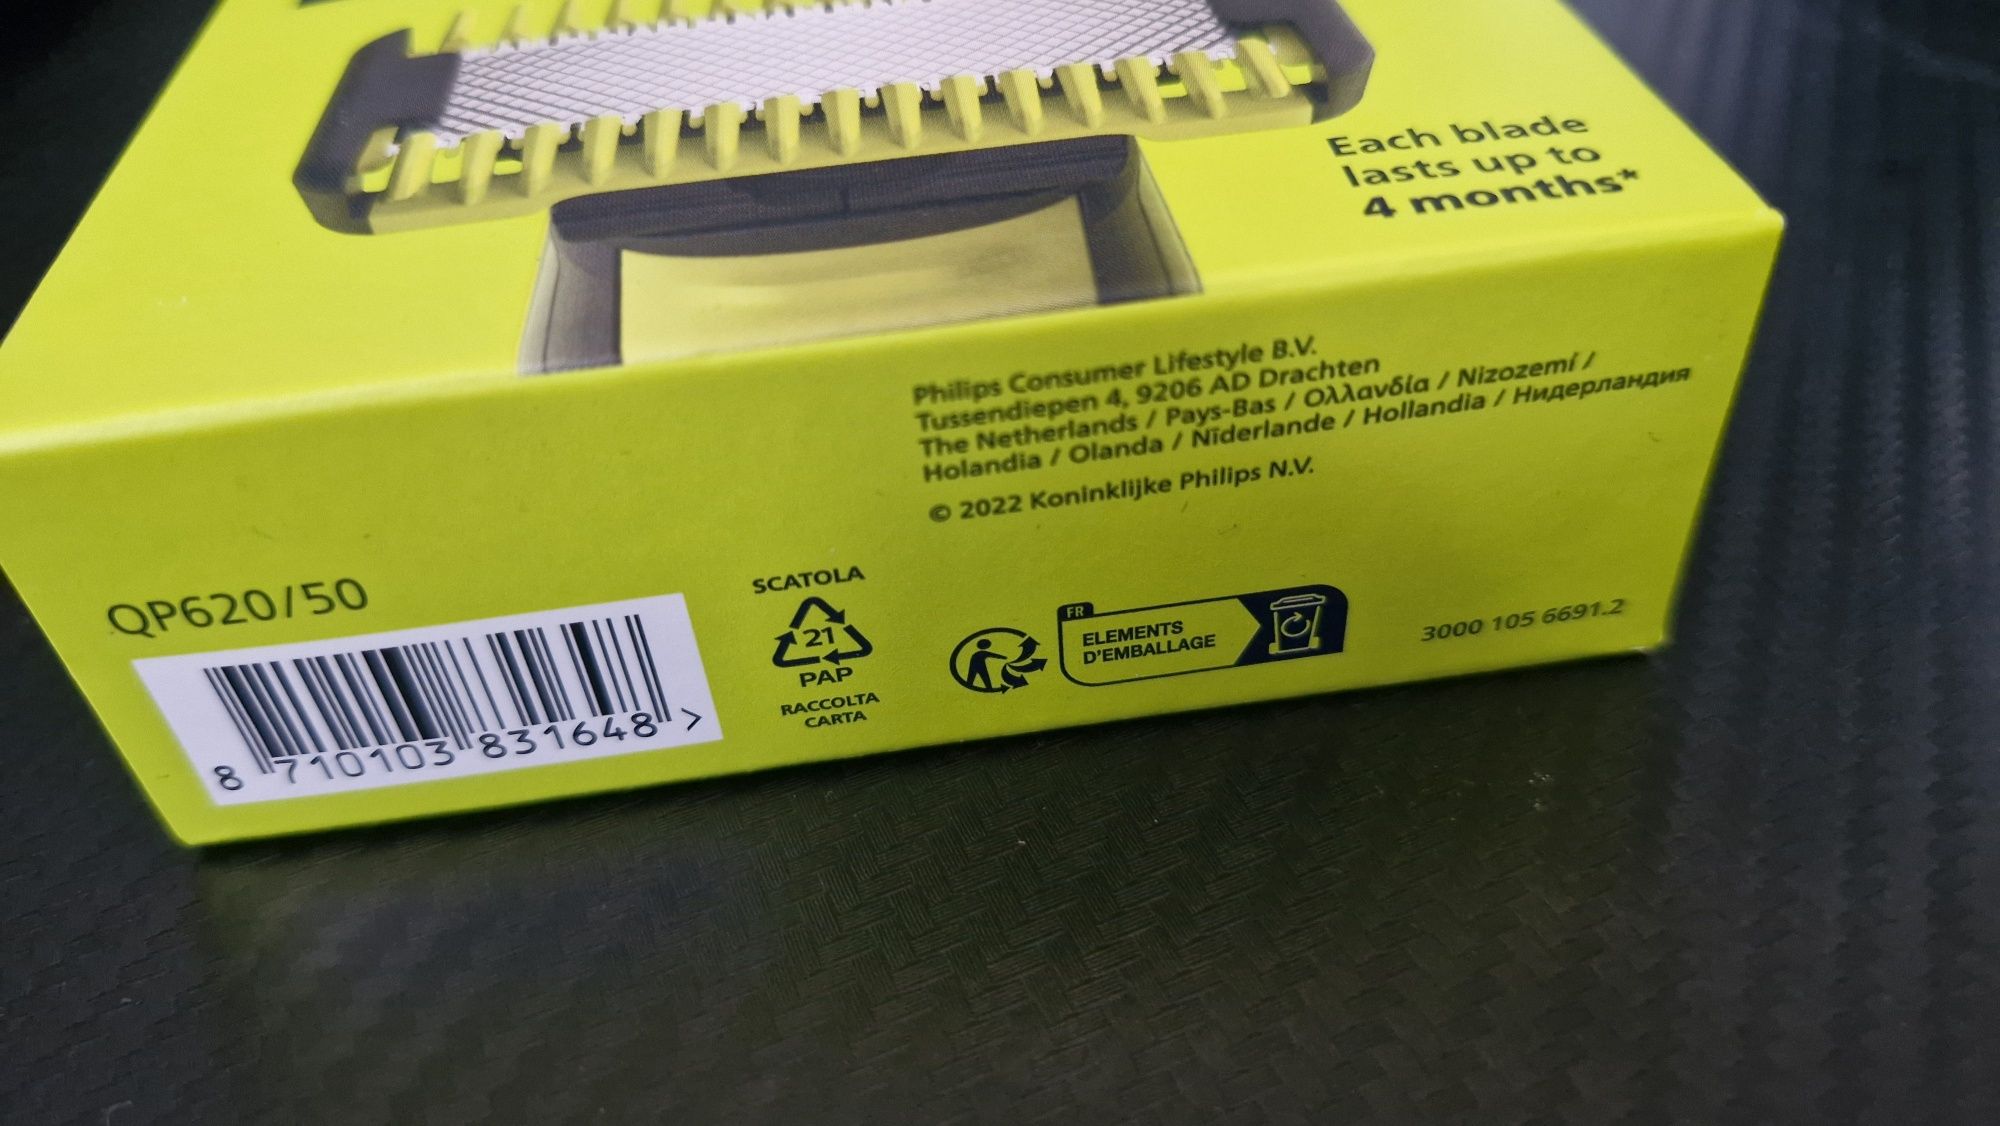 Each blade
lasts up to
4 months*
Philips Consumer Lifestyle B.V.
Tussendiepen 4, 9206 AD Drachten
The Netherlands / Pays-Bas / Ολλανδία / Nizozemí /
Holandia / Olanda / Nīderlande / Hollandia / Нидерландия
© 2022 Koninklijke Philips N.V.
QP620/50
8 710103 831648 >
SCATOLA
21
PAP
RACCOLTA
CARTA
FR
ELEMENTS
D'EMBALLAGE
3000 105 6691.2